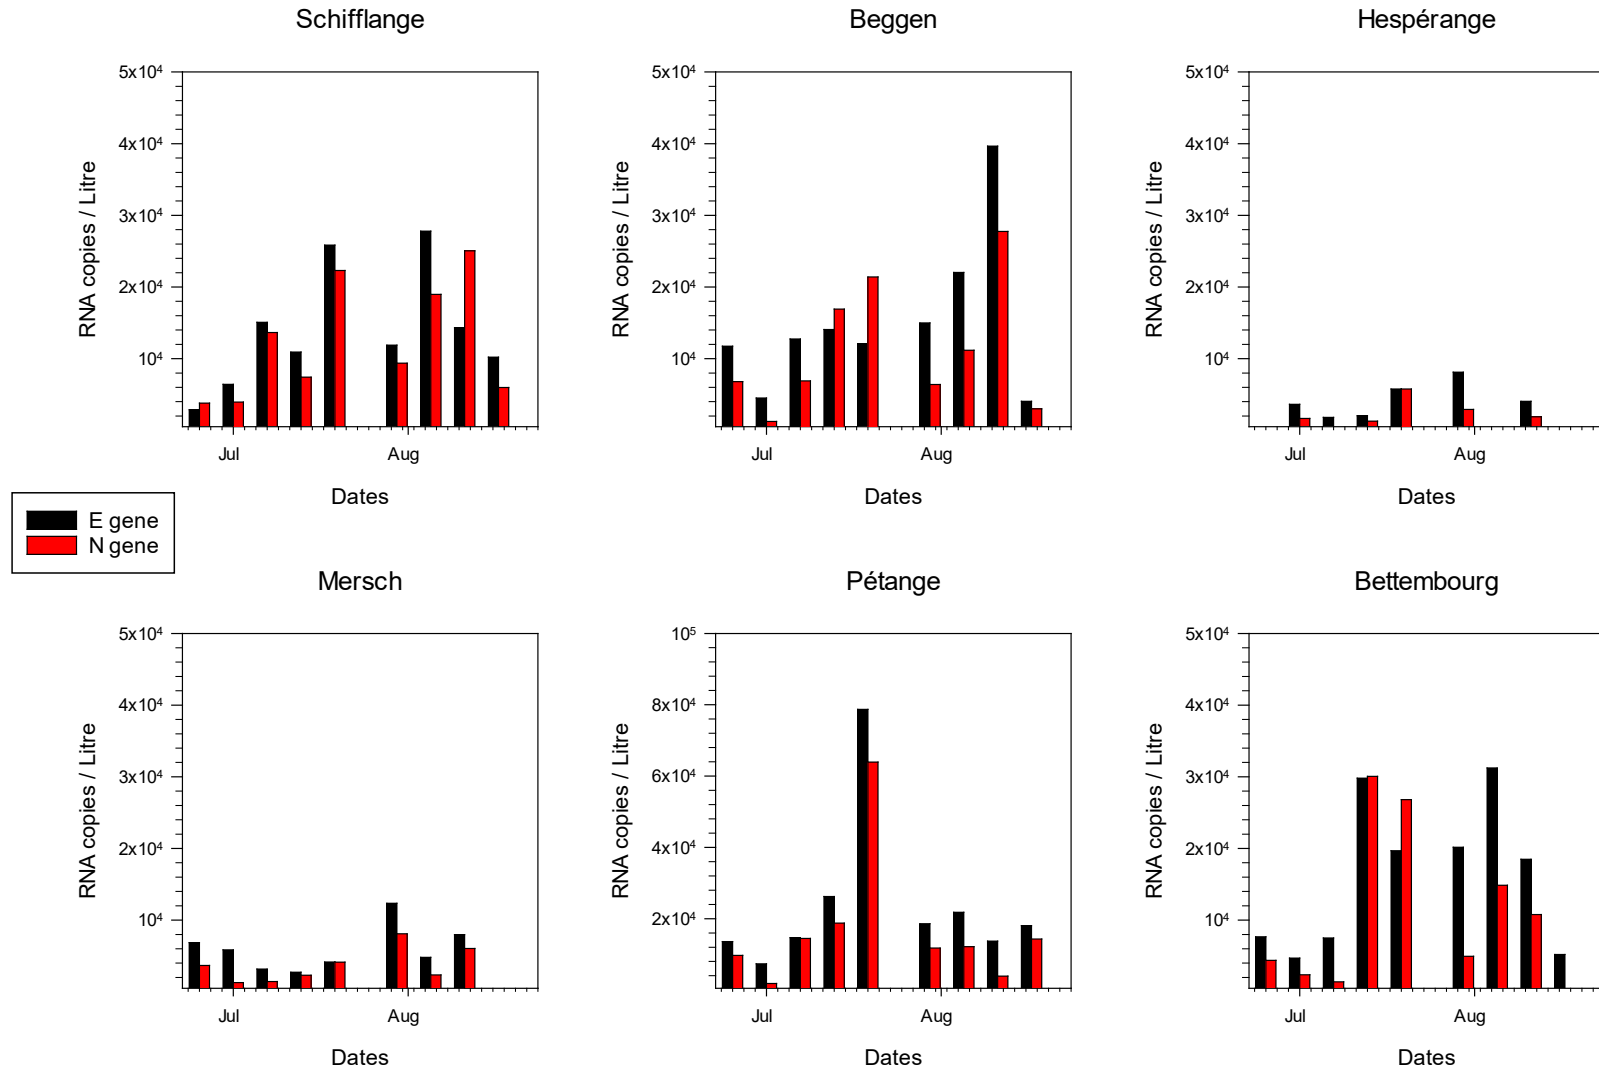 Schifflange
Beggen
Hespérange
5x10⁴
4x10⁴
3x10⁴
2x10⁴
10⁴
RNA copies / Litre
Jul
Aug
Dates
5x10⁴
4x10⁴
3x10⁴
2x10⁴
10⁴
RNA copies / Litre
Jul
Aug
Dates
5x10⁴
4x10⁴
3x10⁴
2x10⁴
10⁴
RNA copies / Litre
Jul
Aug
Dates
E gene
N gene
Mersch
Pétange
Bettembourg
5x10⁴
4x10⁴
3x10⁴
2x10⁴
10⁴
RNA copies / Litre
Jul
Aug
Dates
10⁵
8x10⁴
6x10⁴
4x10⁴
2x10⁴
RNA copies / Litre
Jul
Aug
Dates
5x10⁴
4x10⁴
3x10⁴
2x10⁴
10⁴
RNA copies / Litre
Jul
Aug
Dates